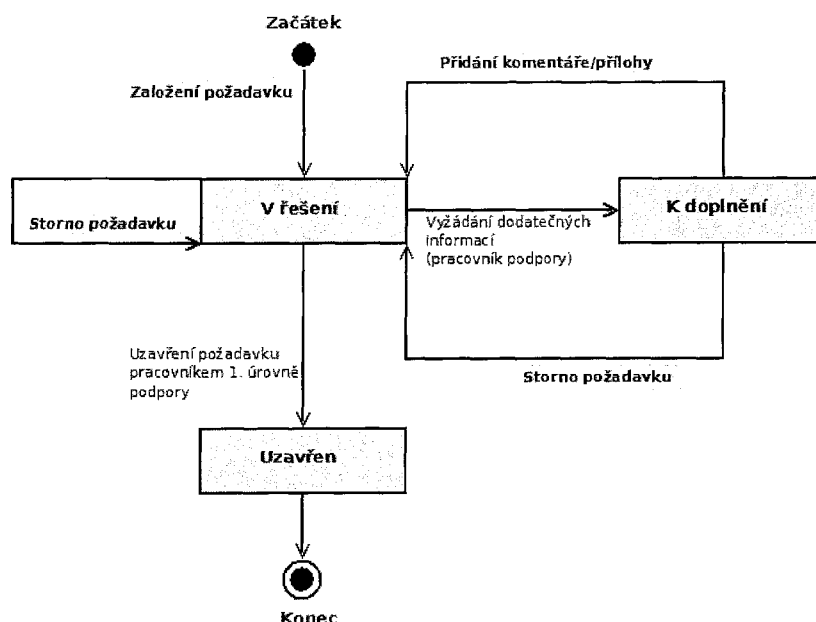 Začátek
Přidání komentáře/přílohy
Založení požadavku
V řešení
K doplnění
Storno požadavku
Vyžádání dodatečných
informací
(pracovník podpory)
Uzavření požadavku
pracovníkem 1. úrovně
podpory
Storno požadavku
Uzavřen
Konec